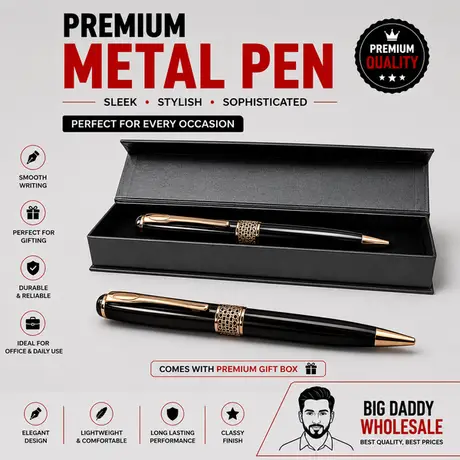 PREMIUM
METAL PEN
SLEEK • STYLISH • SOPHISTICATED
PERFECT FOR EVERY OCCASION
PREMIUM
QUALITY
SMOOTH
WRITING
PERFECT FOR
GIFTING
DURABLE
& RELIABLE
IDEAL FOR
OFFICE & DAILY USE
COMES WITH PREMIUM GIFT BOX
ELEGANT
DESIGN
LIGHTWEIGHT
& COMFORTABLE
LONG LASTING
PERFORMANCE
CLASSY
FINISH
BIG DADDY
WHOLESALE
BEST QUALITY, BEST PRICES